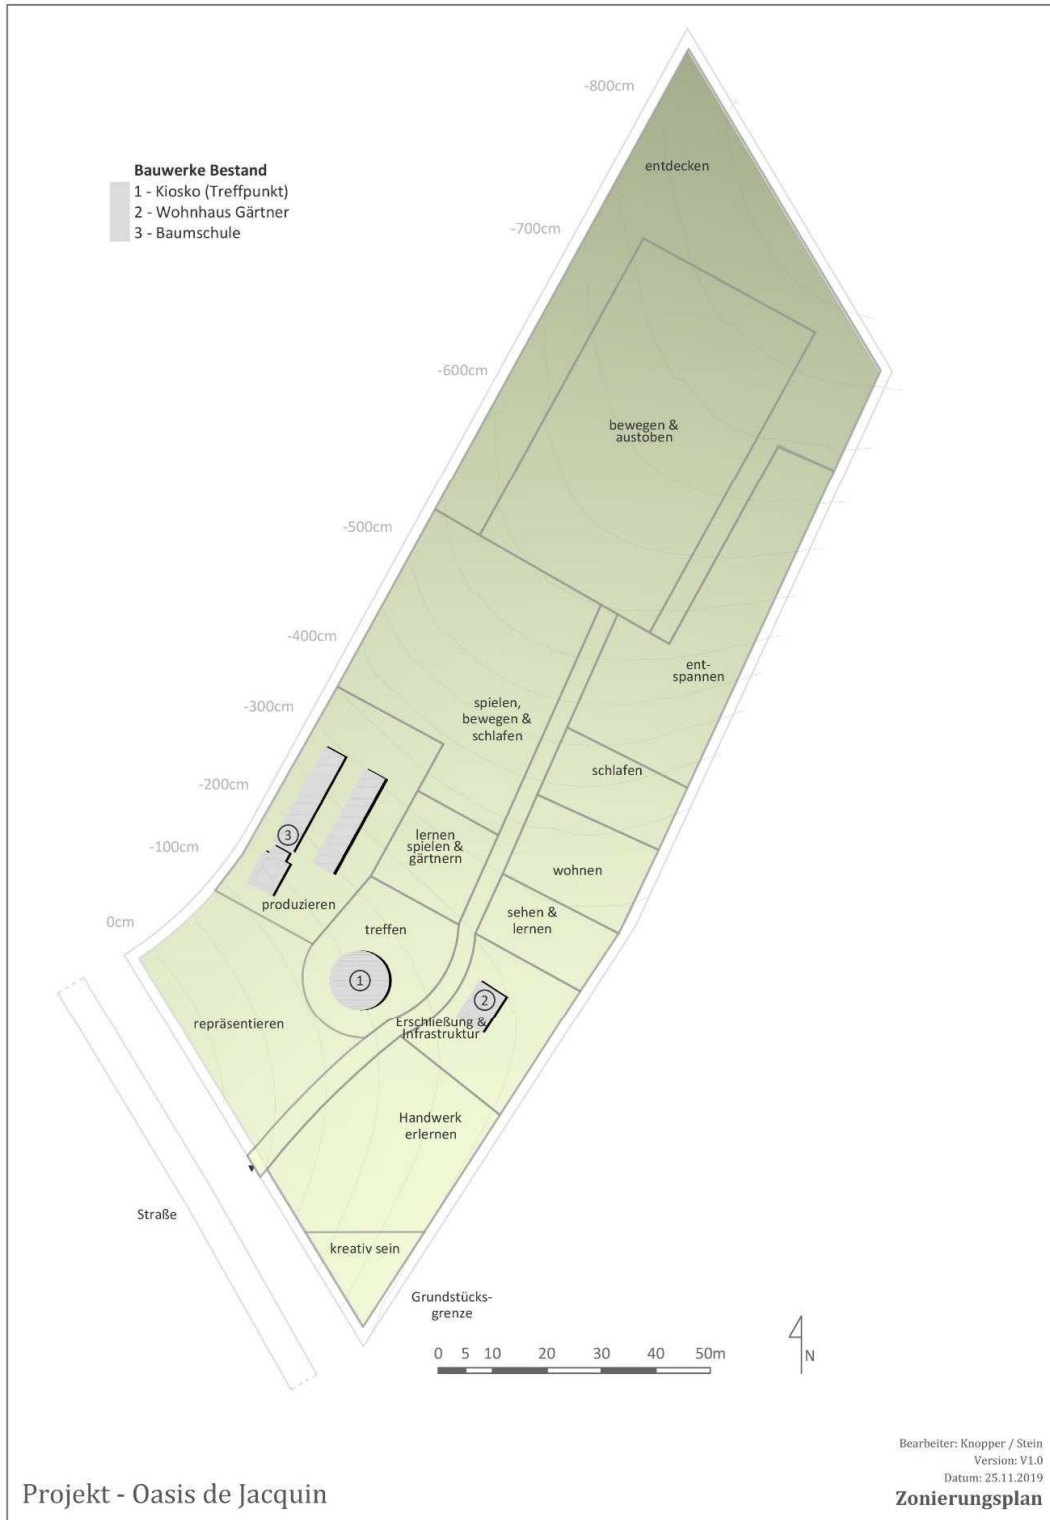 -800cm
entdecken
Bauwerke Bestand
1 - Kiosko (Treffpunkt)
2 - Wohnhaus Gärtner
3 - Baumschule
-700cm
-600cm
bewegen &
austoben
-500cm
-400cm
ent-
spannen
-300cm
spielen,
bewegen &
schlafen
schlafen
-200cm
3
lernen
spielen &
gärtnern
-100cm
wohnen
produzieren
sehen &
lernen
0cm
treffen
1
2
repräsentieren
Erschließung &
Infrastruktur
Handwerk
erlernen
Straße
kreativ sein
Grundstücks-
grenze
0 5 10 20 30 40 50m
N
Bearbeiter: Knopper / Stein
Version: V1.0
Datum: 25.11.2019
Zonierungsplan
Projekt - Oasis de Jacquin